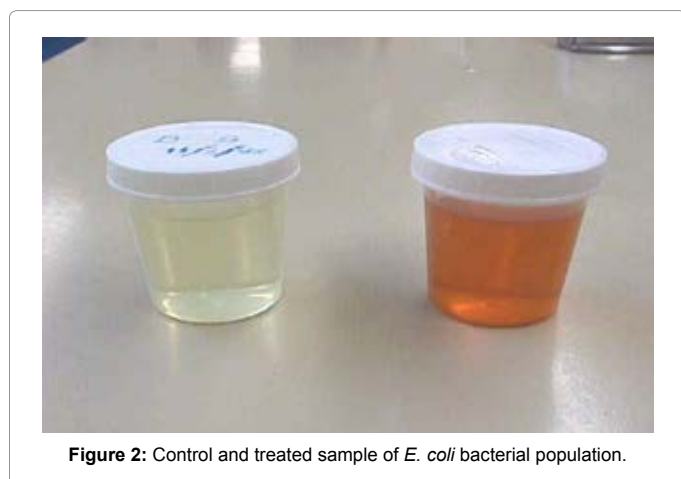 Figure 2: Control and treated sample of E. coli bacterial population.